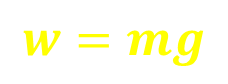 w = mg